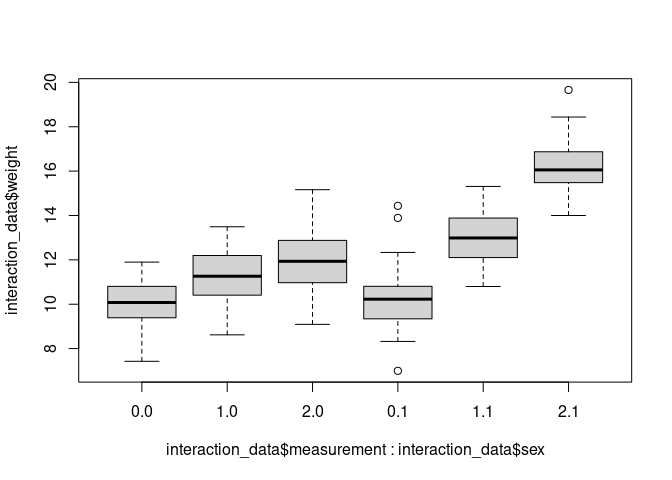 interaction_data$weight
20
18
16
14
12
10
8
0.0 1.0 2.0 0.1 1.1 2.1
interaction_data$measurement : interaction_data$sex